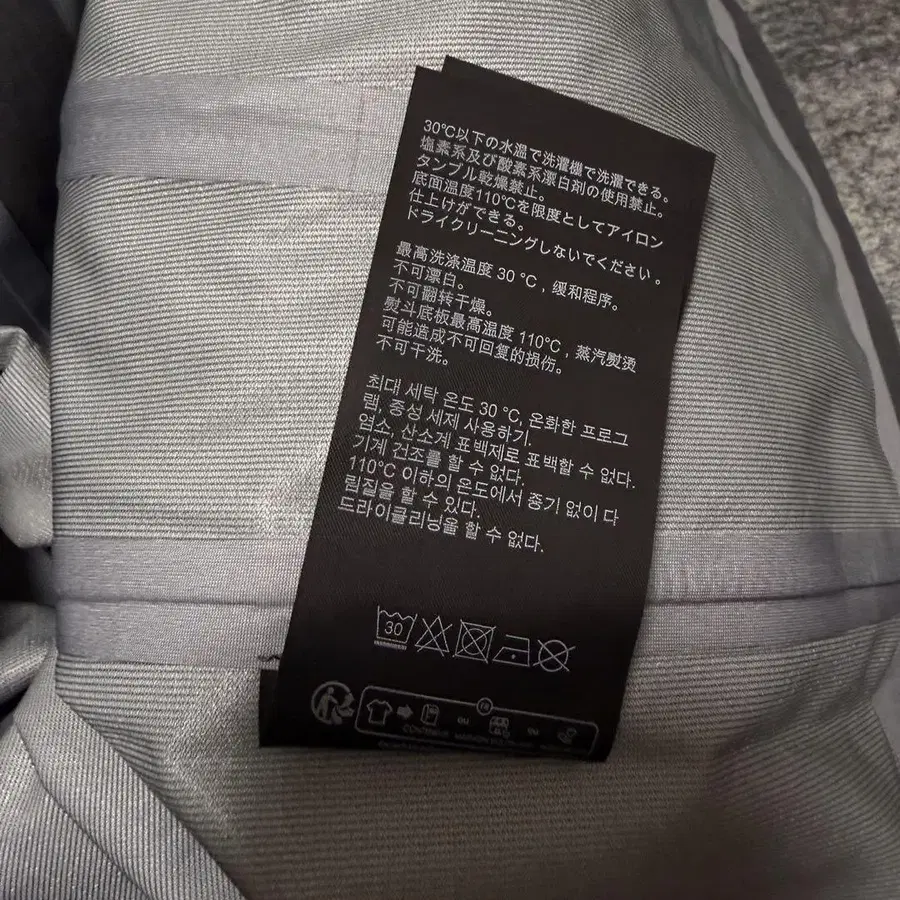 30℃以下の水温で洗濯機で洗濯できる。
塩素系及び酸素系漂白剤の使用禁止。
タンブル乾燥禁止。
底面温度110℃を限度としてアイロン
仕上げができる。
ドライクリーニングしないでください。
最高洗涤温度 30 ℃，缓和程序。
不可漂白。
不可翻转干燥。
熨斗底板最高温度 110℃，蒸汽熨烫
可能造成不可回复的损伤。
不可干洗。
최대 세탁 온도 30 ℃, 온화한 프로그
램, 중성 세제 사용하기.
염소, 산소계 표백제로 표백할 수 없다.
기계 건조를 할 수 없다.
110℃ 이하의 온도에서 증기 없이 다
림질을 할 수 있다.
드라이클리닝을 할 수 없다.
30
FR
OU